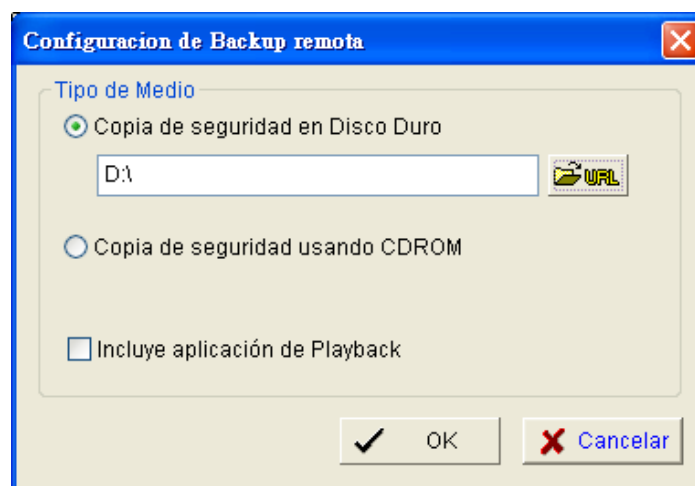 Configuracion de Backup remota
Tipo de Medio
Copia de seguridad en Disco Duro
D:\
URL
Copia de seguridad usando CDROM
Incluye aplicación de Playback
OK
Cancelar